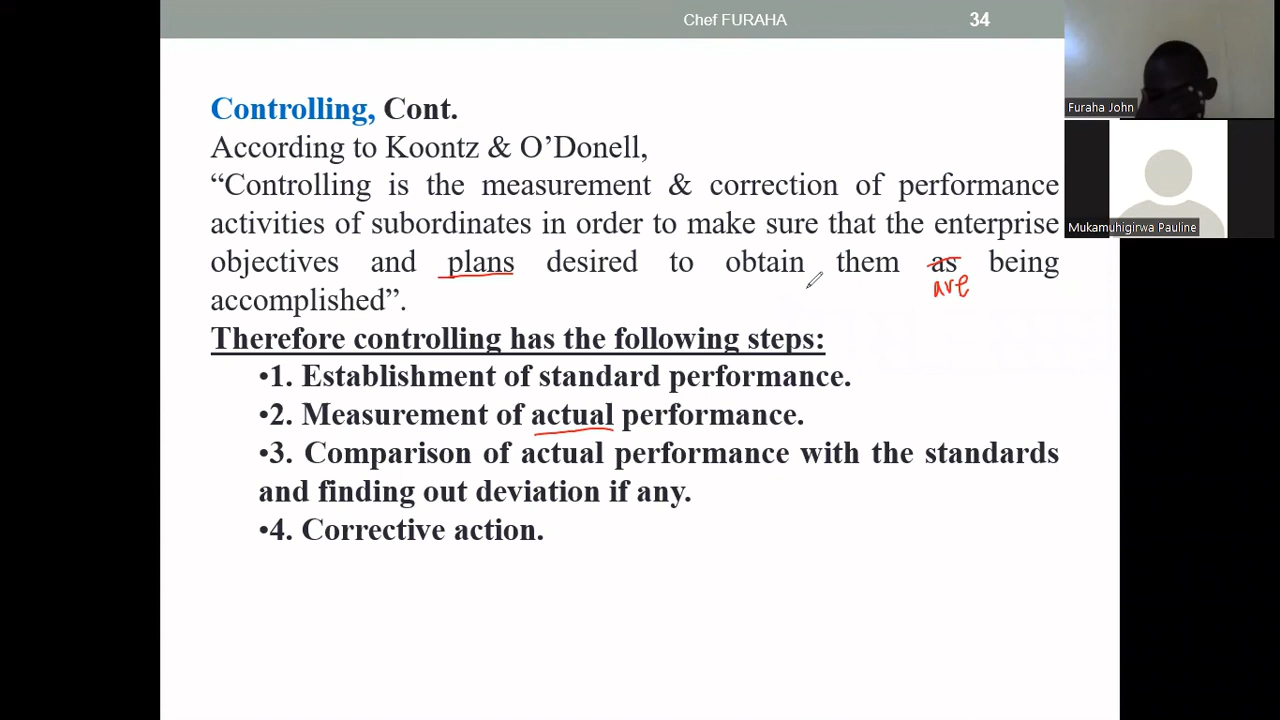 Chef FURAHA 34
Controlling, Cont.
According to Koontz & O’Donell,
“Controlling is the measurement & correction of performance
activities of subordinates in order to make sure that the enterprise
objectives and plans desired to obtain them as being
are
accomplished”.
Therefore controlling has the following steps:
•1. Establishment of standard performance.
•2. Measurement of actual performance.
•3. Comparison of actual performance with the standards
and finding out deviation if any.
•4. Corrective action.
Furaha John
Mukamuhigirwa Pauline